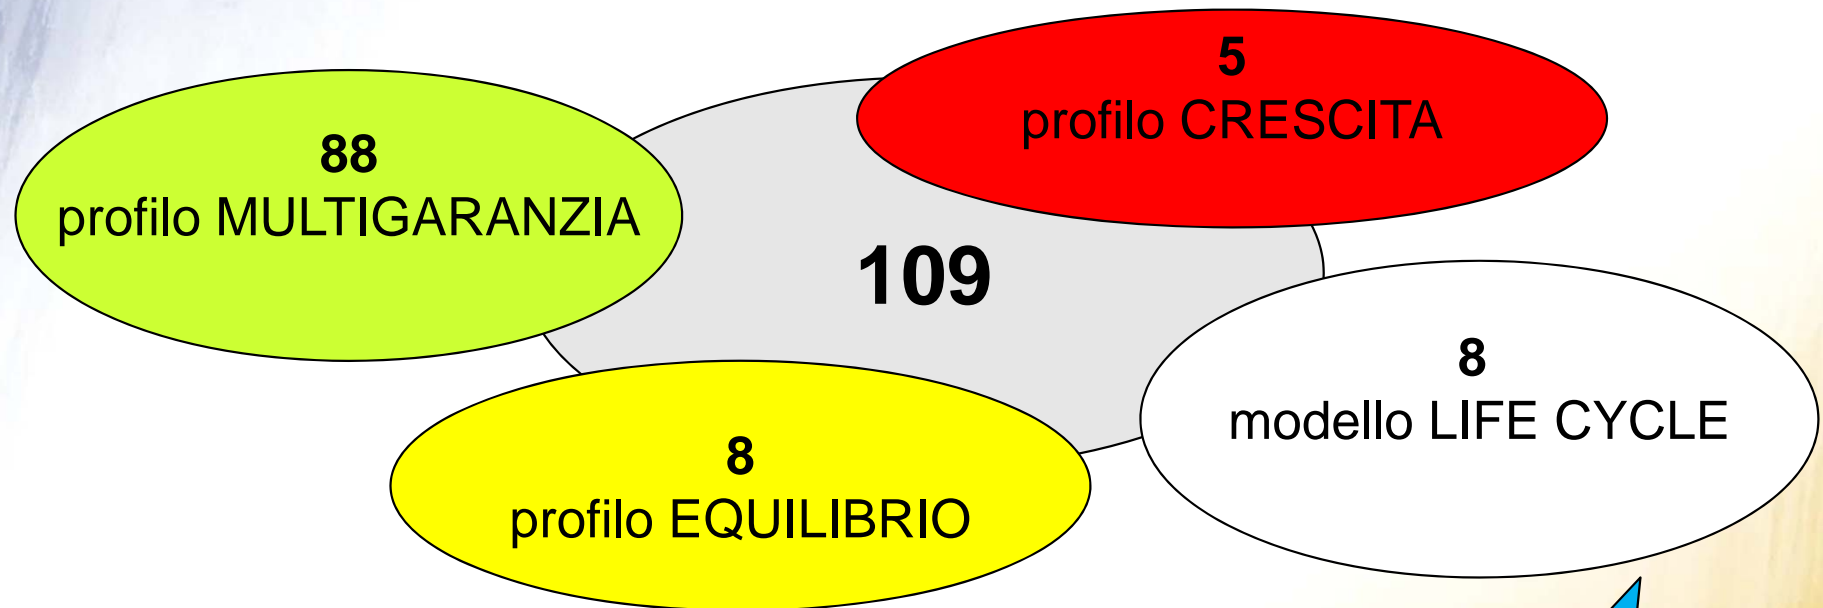 5
profilo CRESCITA
88
profilo MULTIGARANZIA
109
8
modello LIFE CYCLE
8
profilo EQUILIBRIO